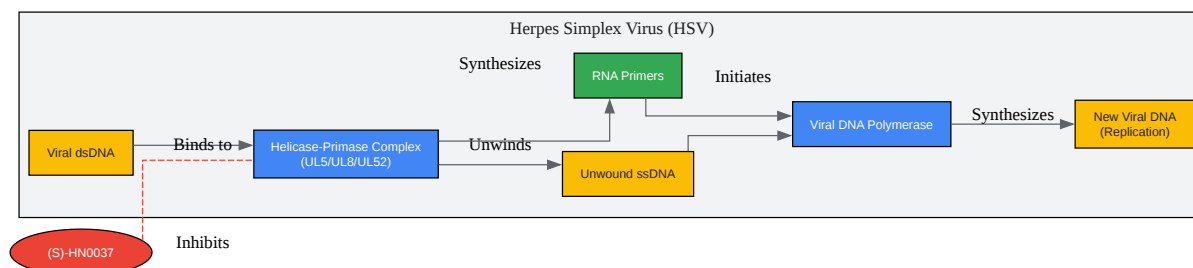 Herpes Simplex Virus (HSV)
Synthesizes
RNA Primers
Initiates
Viral dsDNA
Binds to
Helicase-Primase Complex
(UL5/UL8/UL52)
Unwinds
Unwound ssDNA
Viral DNA Polymerase
Synthesizes
New Viral DNA
(Replication)
(S)-HN0037
Inhibits